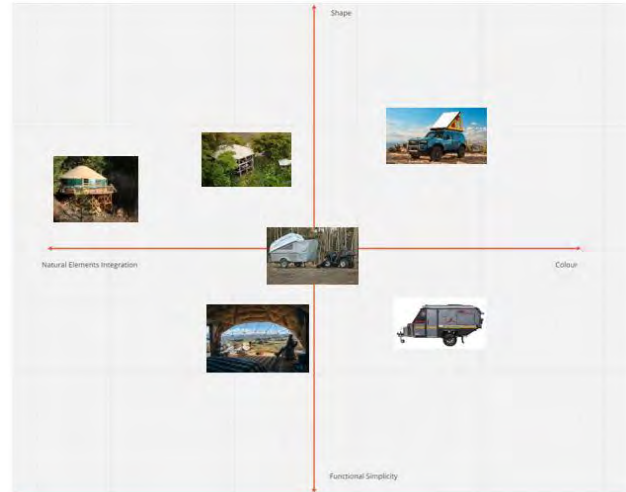 Shape
Natural Elements Integration
Colour
Functional Simplicity